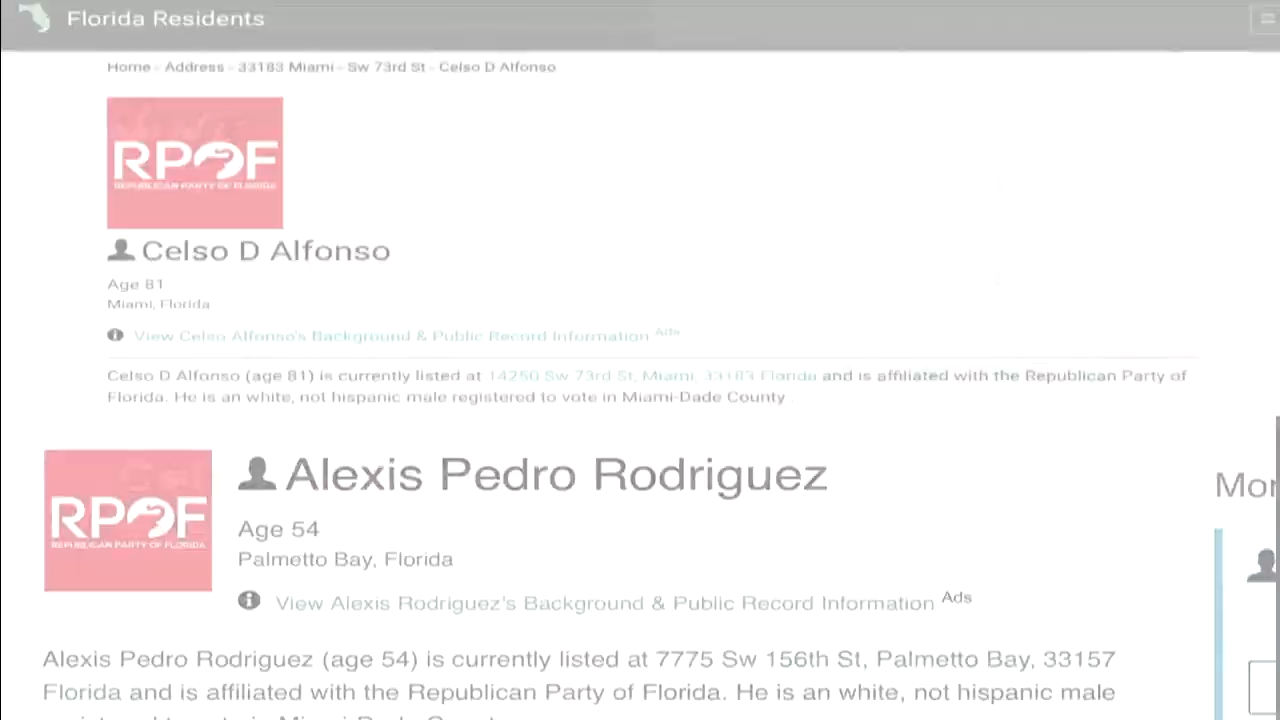 Florida Residents
Home - Address - 33183 Miami - Sw 73rd St - Celso D Alfonso
RPOF
REPUBLICAN PARTY OF FLORIDA
Celso D Alfonso
Age 81
Miami, Florida
View Celso Alfonso's Background & Public Record Information Ads
Celso D Alfonso (age 81) is currently listed at 14250 Sw 73rd St, Miami, 33183 Florida and is affiliated with the Republican Party of
Florida. He is an white, not hispanic male registered to vote in Miami-Dade County
RPOF
REPUBLICAN PARTY OF FLORIDA
Alexis Pedro Rodriguez
Mor
Age 54
Palmetto Bay, Florida
View Alexis Rodriguez's Background & Public Record Information Ads
Alexis Pedro Rodriguez (age 54) is currently listed at 7775 Sw 156th St, Palmetto Bay, 33157
Florida and is affiliated with the Republican Party of Florida. He is an white, not hispanic male